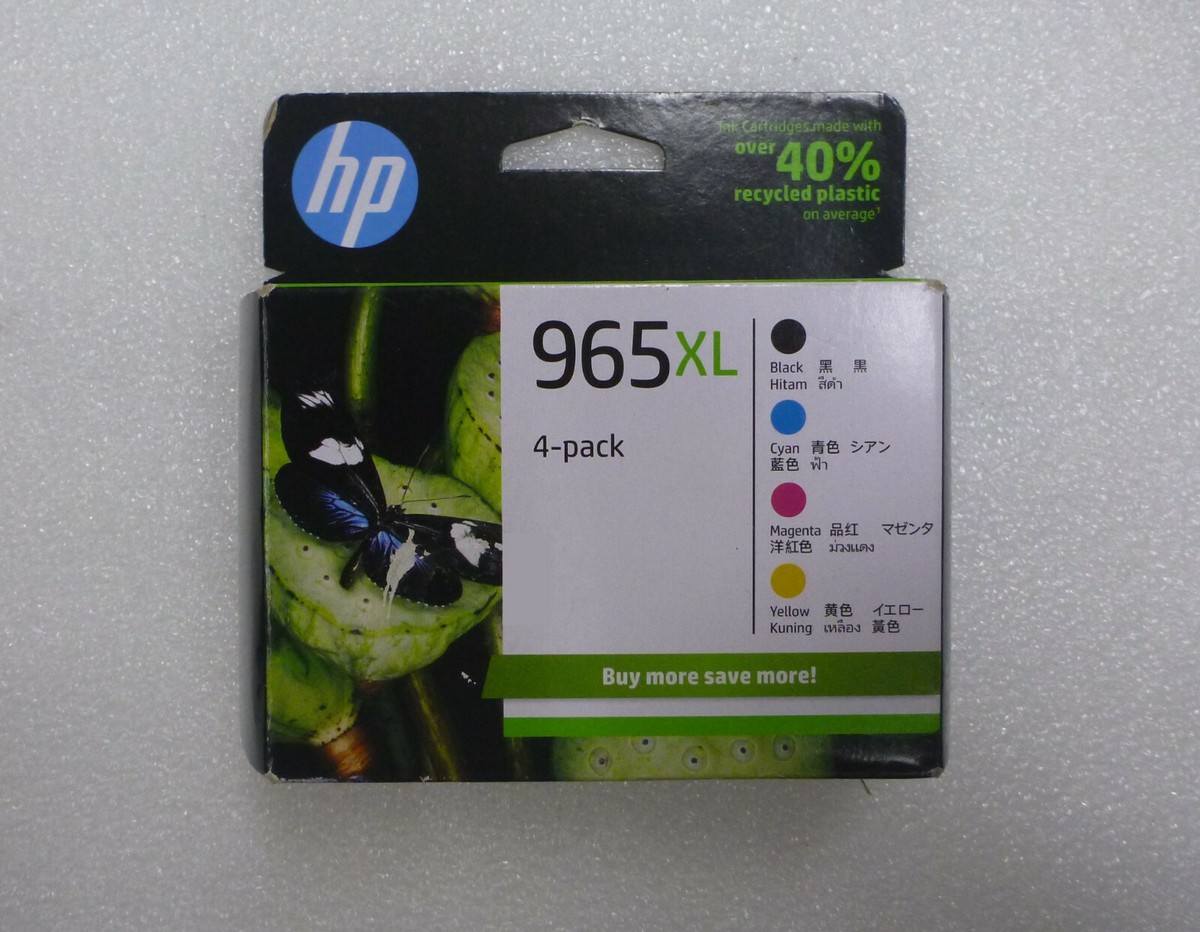 hp
Ink Cartridges made with
over 40%
recycled plastic
on average¹
965XL
4-pack
Black 黑 黒
Hitam สีดำ
Cyan 青色 シアン
藍色 ฟ้า
Magenta 品红 マゼンタ
洋紅色 ม่วงแดง
Yellow 黄色 イエロー
Kuning เหลือง 黃色
Buy more save more!